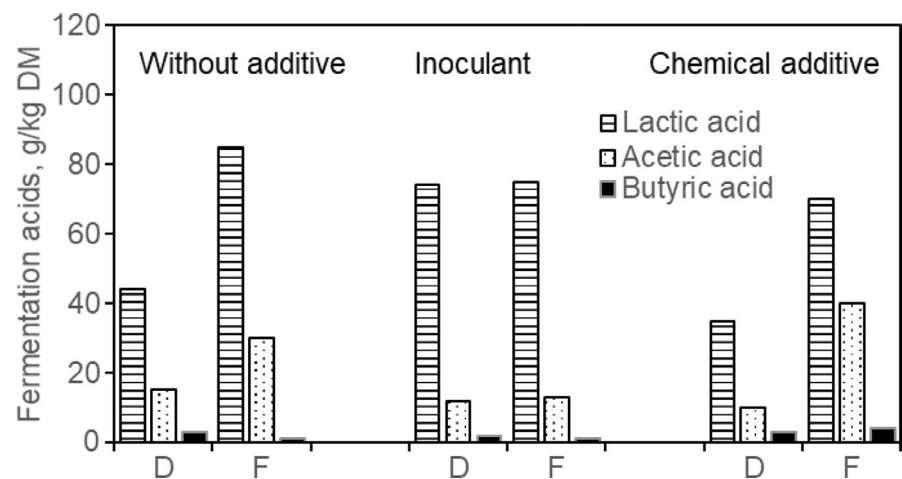 Fermentation acids, g/kg DM
120
100
80
60
40
20
0
Without additive
Inoculant
Chemical additive
Lactic acid
Acetic acid
Butyric acid
D F D F D F